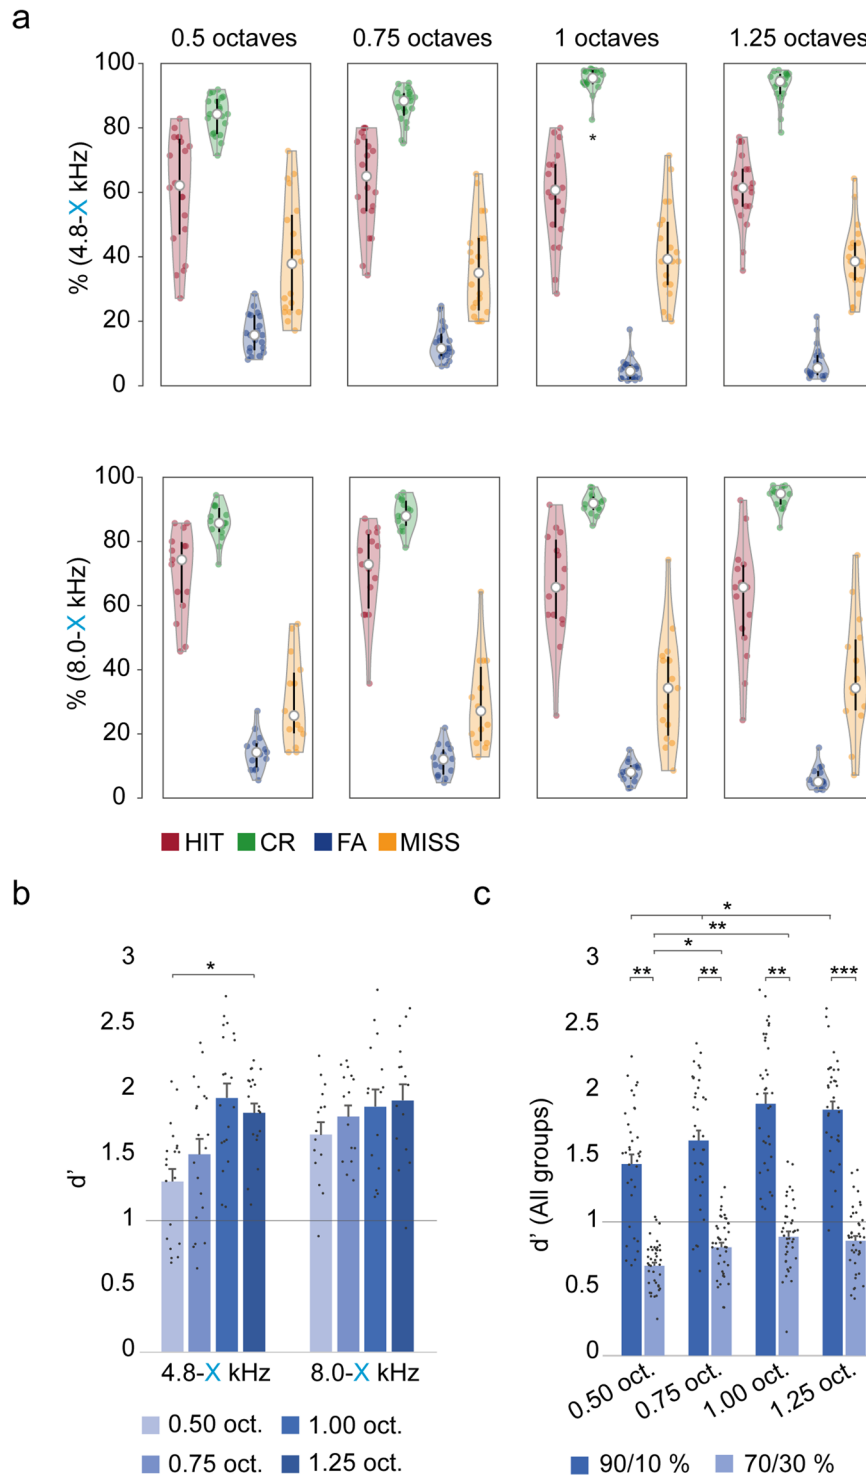 a
0.5 octaves 0.75 octaves 1 octaves 1.25 octaves
% (4.8-X kHz)
100
80
60
40
20
0
*
% (8.0-X kHz)
100
80
60
40
20
0
HIT CR FA MISS
b
d'
3
2.5
2
1.5
1
0.5
0
*
4.8-X kHz 8.0-X kHz
0.50 oct. 1.00 oct.
0.75 oct. 1.25 oct.
c
d' (All groups)
3
2.5
2
1.5
1
0.5
0
*
**
*
** ** ** ***
0.50 oct. 0.75 oct. 1.00 oct. 1.25 oct.
90/10 % 70/30 %